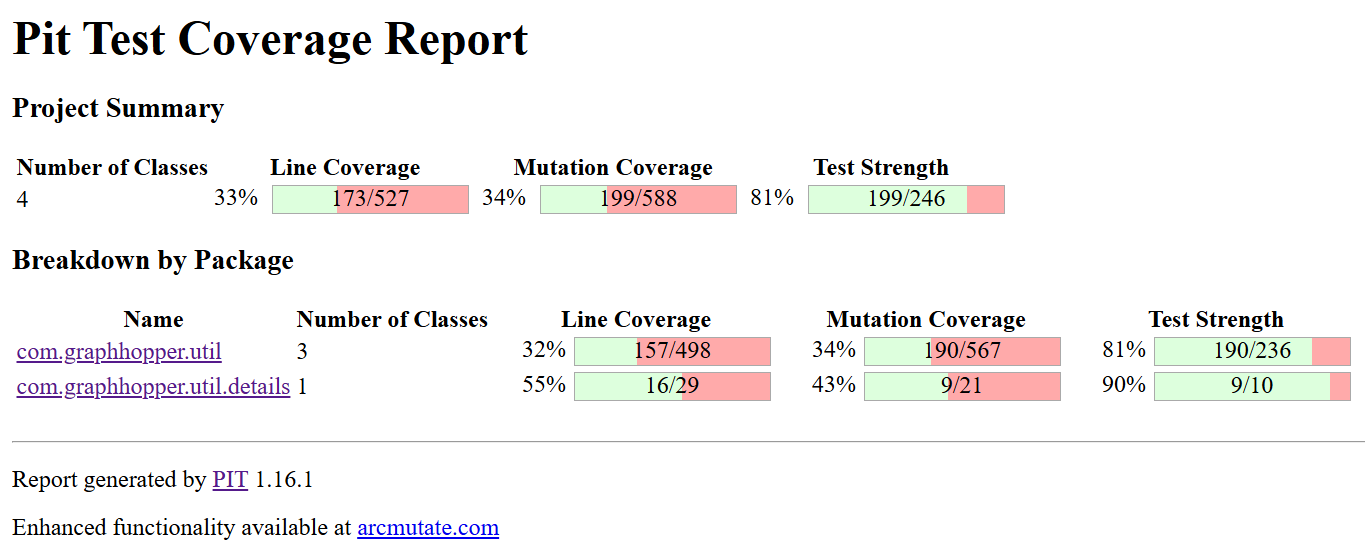 Pit Test Coverage Report
Project Summary
Number of Classes Line Coverage Mutation Coverage Test Strength
4 33% 173/527 34% 199/588 81% 199/246
Breakdown by Package
Name Number of Classes Line Coverage Mutation Coverage Test Strength
com.graphhopper.util 3 32% 157/498 34% 190/567 81% 190/236
com.graphhopper.util.details 1 55% 16/29 43% 9/21 90% 9/10
Report generated by PIT 1.16.1
Enhanced functionality available at arcmutate.com